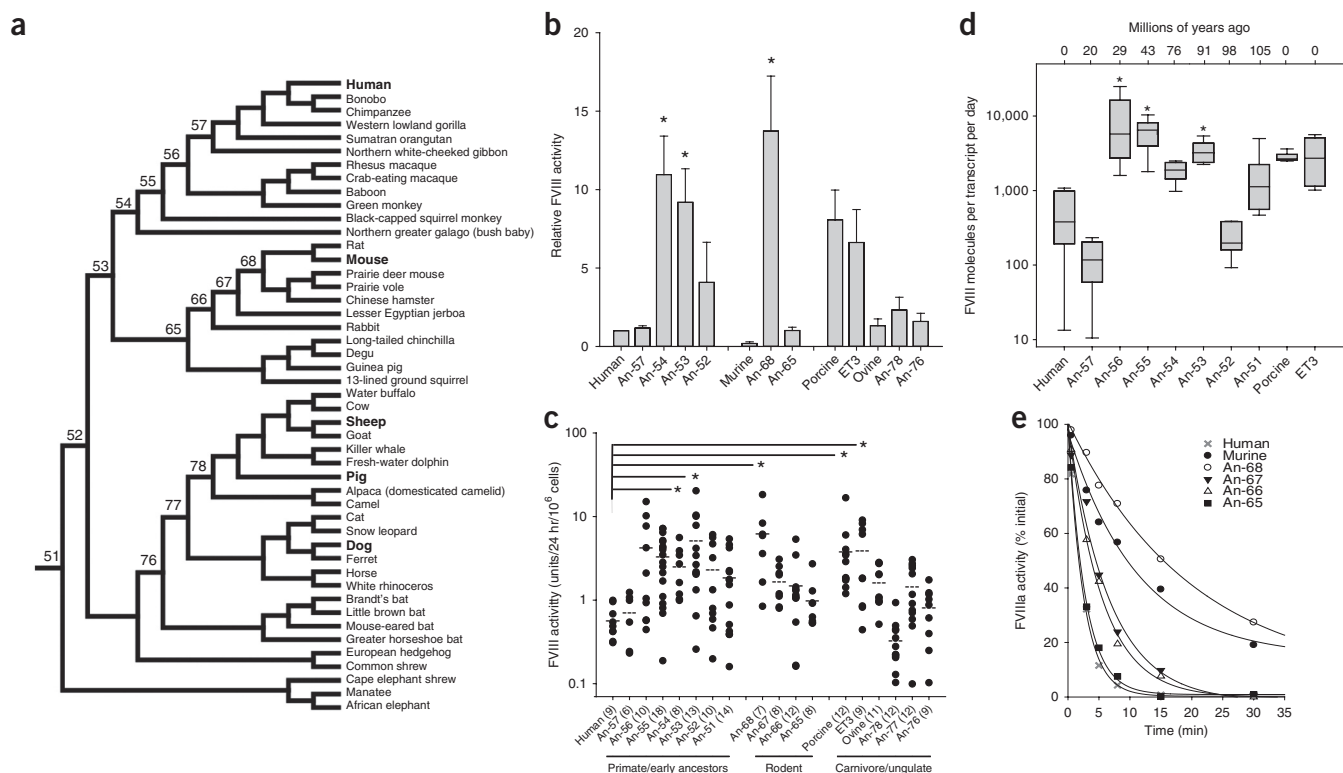 a
Human
Bonobo
Chimpanzee
Western lowland gorilla
Sumatran orangutan
Northern white-cheeked gibbon
Rhesus macaque
Crab-eating macaque
Baboon
Green monkey
Black-capped squirrel monkey
Northern greater galago (bush baby)
Rat
Mouse
Prairie deer mouse
Prairie vole
Chinese hamster
Lesser Egyptian jerboa
Rabbit
Long-tailed chinchilla
Degu
Guinea pig
13-lined ground squirrel
Water buffalo
Cow
Sheep
Goat
Killer whale
Fresh-water dolphin
Pig
Alpaca (domesticated camelid)
Camel
Cat
Snow leopard
Dog
Ferret
Horse
White rhinoceros
Brandt's bat
Little brown bat
Mouse-eared bat
Greater horseshoe bat
European hedgehog
Common shrew
Cape elephant shrew
Manatee
African elephant
57
56
55
54
53
68
67
66
65
52
78
77
76
51
b
Relative FVIII activity
20
15
10
5
0
*
*
*
Human
An-57
An-54
An-53
An-52
Murine
An-68
An-65
Porcine
ET3
Ovine
An-78
An-76
c
FVIII activity (units/24 hr/10⁶ cells)
100
10
1
0.1
*
*
*
*
*
Human (9)
An-57 (6)
An-56 (10)
An-55 (18)
An-54 (8)
An-53 (13)
An-52 (10)
An-51 (14)
An-68 (7)
An-67 (8)
An-66 (12)
An-65 (8)
Porcine (12)
ET3 (9)
Ovine (11)
An-78 (12)
An-77 (12)
An-76 (9)
Primate/early ancestors
Rodent
Carnivore/ungulate
d
Millions of years ago
0 20 29 43 76 91 98 105 0 0
FVIII molecules per transcript per day
10,000
1,000
100
10
*
*
*
Human
An-57
An-56
An-55
An-54
An-53
An-52
An-51
Porcine
ET3
e
FVIIIa activity (% initial)
100
80
60
40
20
0
Human
Murine
An-68
An-67
An-66
An-65
0 5 10 15 20 25 30 35
Time (min)